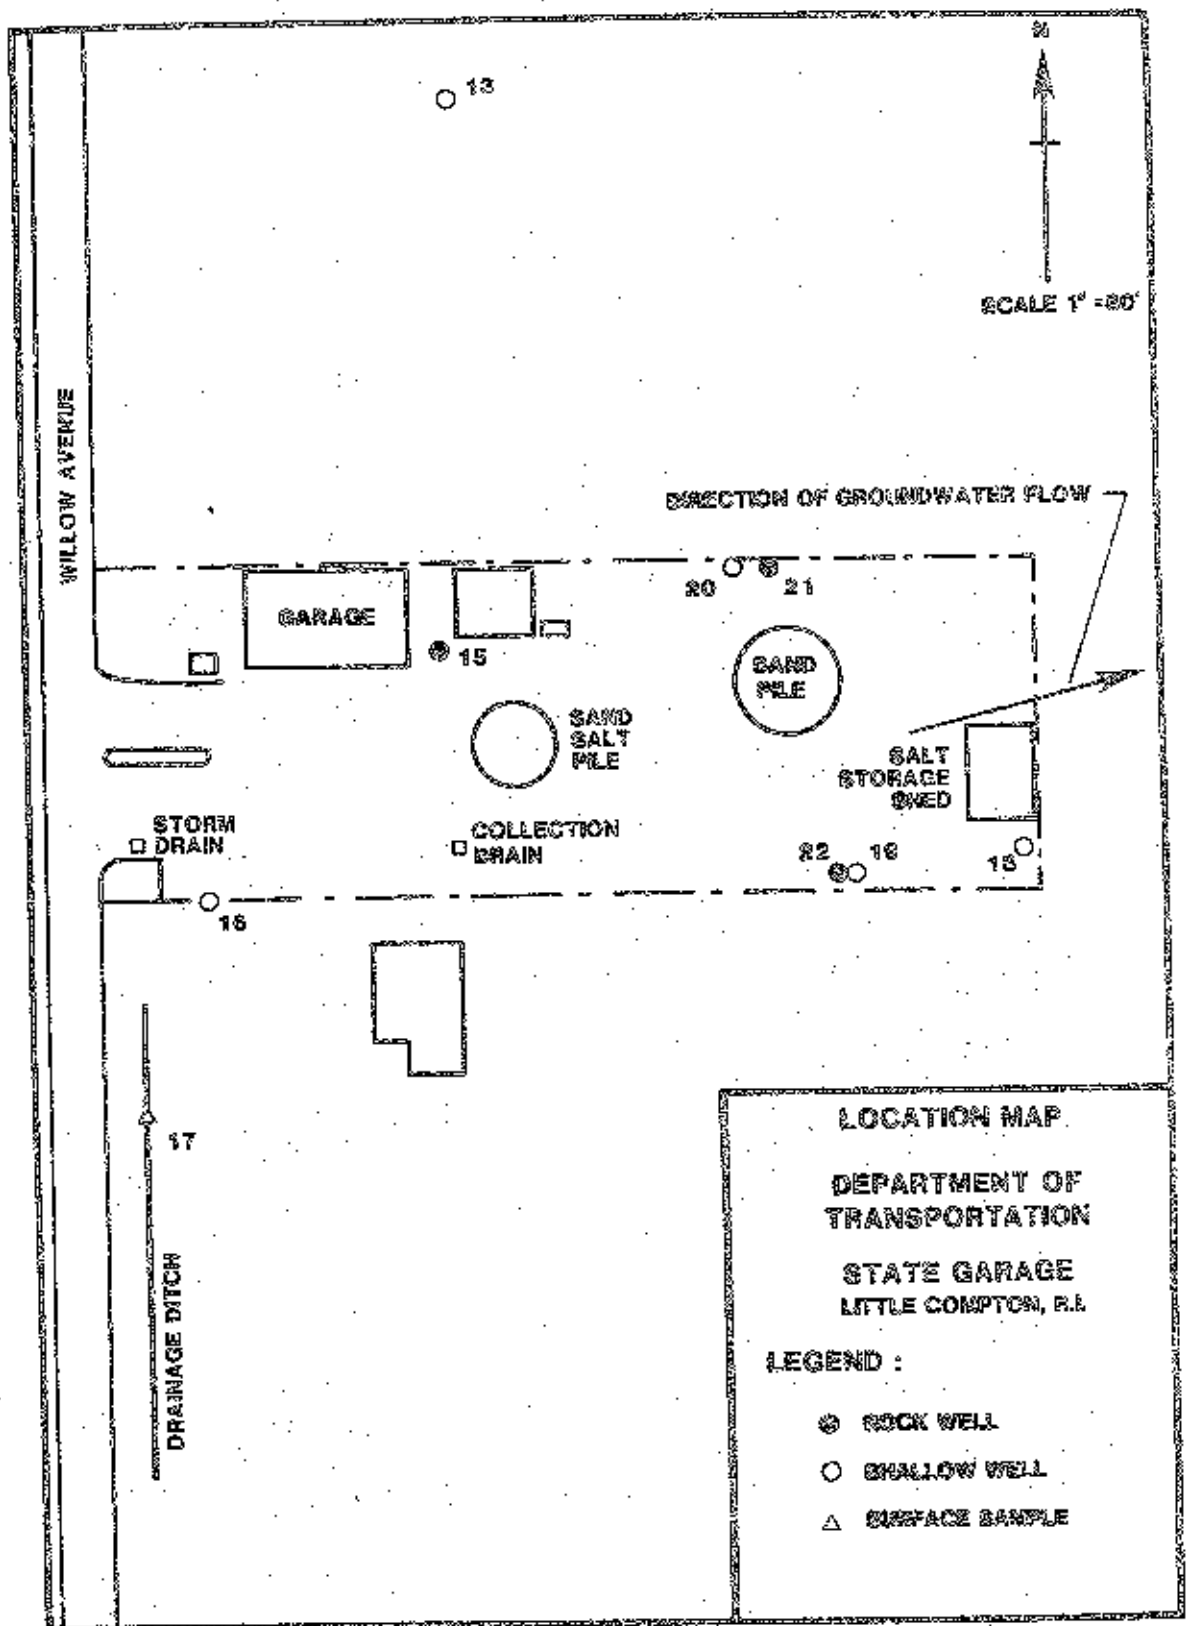 13
N
SCALE 1" =80'
WILLOW AVENUE
DIRECTION OF GROUNDWATER FLOW
20
21
GARAGE
15
SAND
PILE
SAND
SALT
PILE
SALT
STORAGE
SHED
STORM
DRAIN
COLLECTION
DRAIN
22
16
17
DRAINAGE DITCH
LOCATION MAP
DEPARTMENT OF
TRANSPORTATION
STATE GARAGE
LITTLE COMPTON, R.I.
LEGEND :
ROCK WELL
SHALLOW WELL
SURFACE SAMPLE